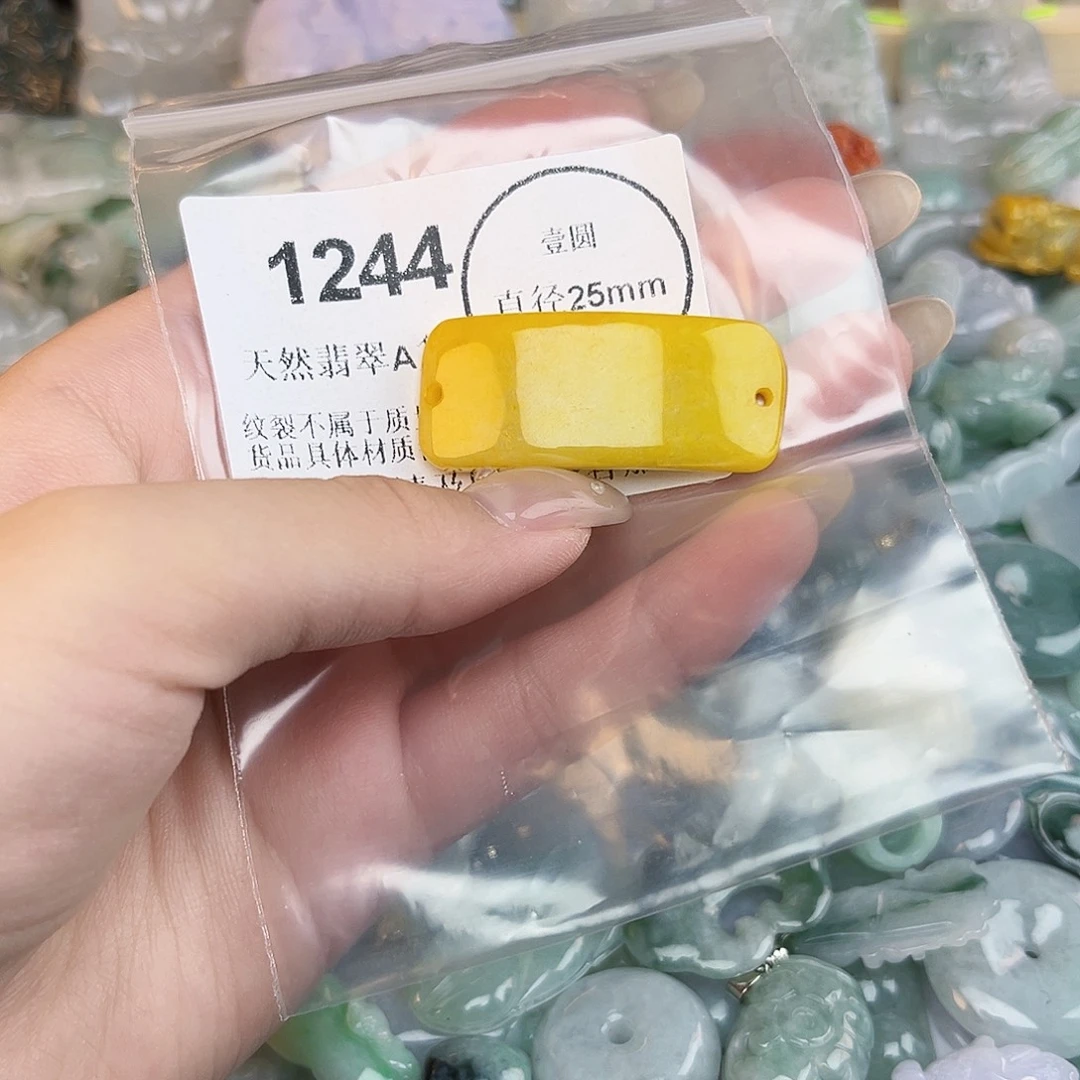 1244
壹圆
直径25mm
天然翡翠A
纹裂不属于质
货品具体材质